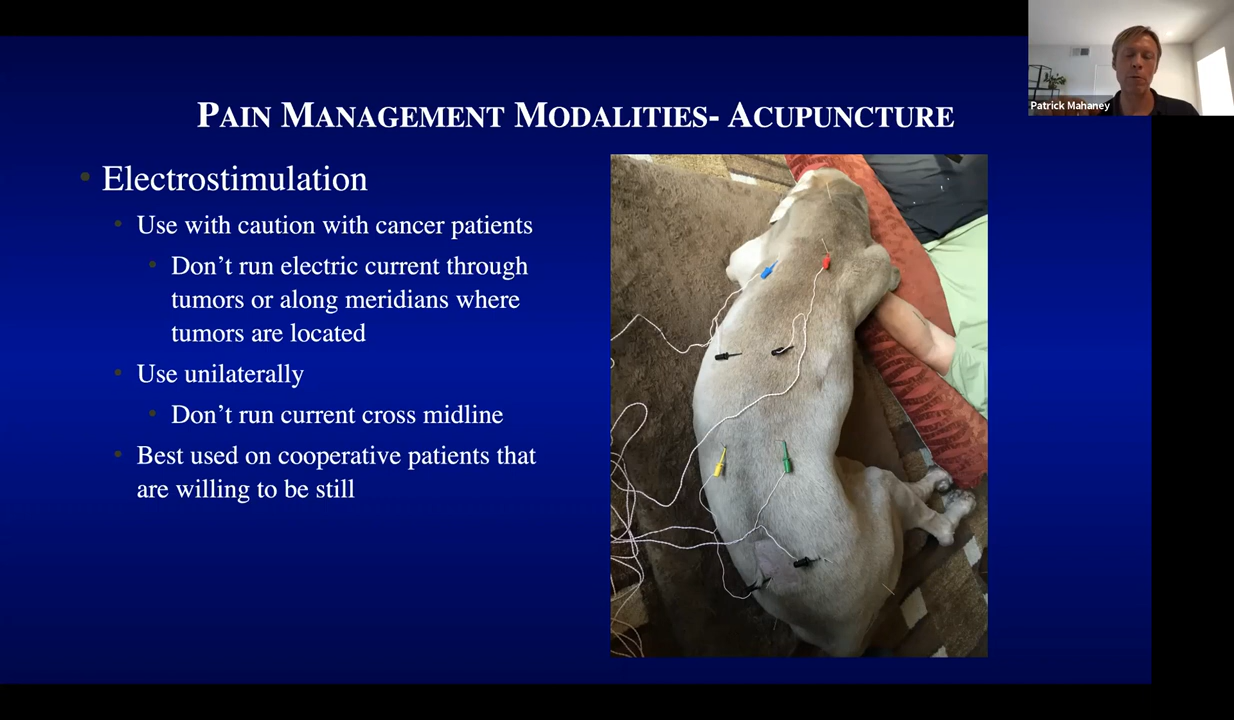 Patrick Mahaney
PAIN MANAGEMENT MODALITIES- ACUPUNCTURE
Electrostimulation
Use with caution with cancer patients
Don’t run electric current through
tumors or along meridians where
tumors are located
Use unilaterally
Don’t run current cross midline
Best used on cooperative patients that
are willing to be still